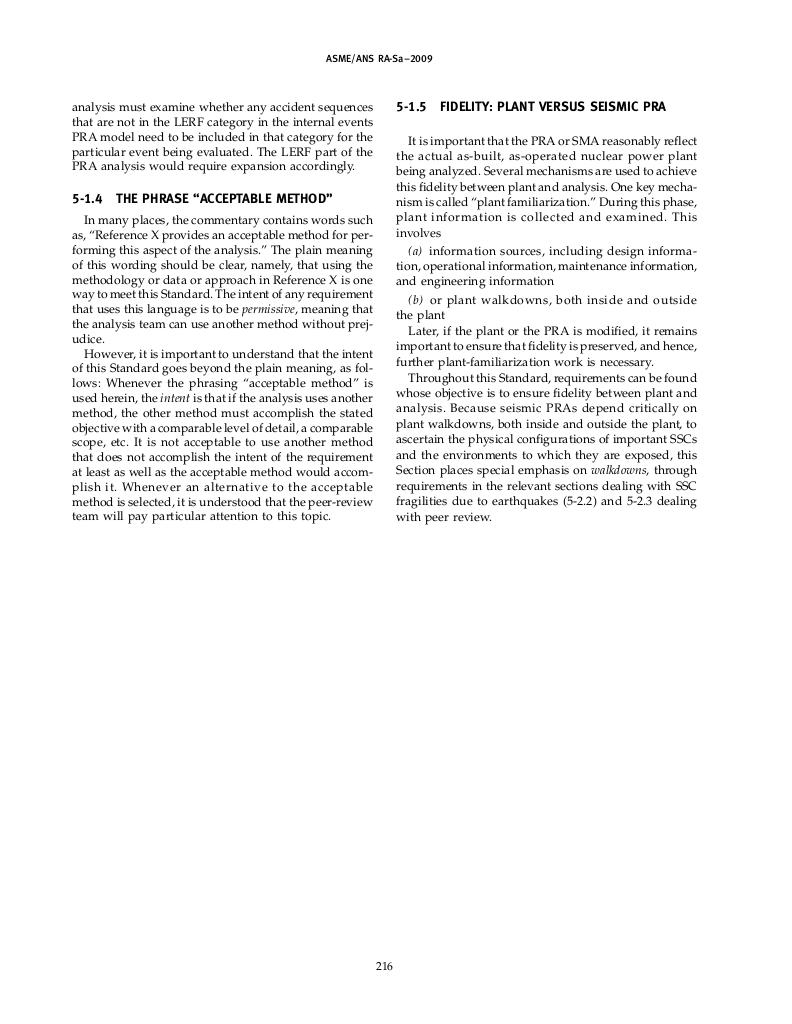 ASME/ANS RA-Sa–2009
analysis must examine whether any accident sequences
that are not in the LERF category in the internal events
PRA model need to be included in that category for the
particular event being evaluated. The LERF part of the
PRA analysis would require expansion accordingly.
5-1.4 THE PHRASE “ACCEPTABLE METHOD”
In many places, the commentary contains words such
as, “Reference X provides an acceptable method for per-
forming this aspect of the analysis.” The plain meaning
of this wording should be clear, namely, that using the
methodology or data or approach in Reference X is one
way to meet this Standard. The intent of any requirement
that uses this language is to be permissive, meaning that
the analysis team can use another method without prej-
udice.
However, it is important to understand that the intent
of this Standard goes beyond the plain meaning, as fol-
lows: Whenever the phrasing “acceptable method” is
used herein, the intent is that if the analysis uses another
method, the other method must accomplish the stated
objective with a comparable level of detail, a comparable
scope, etc. It is not acceptable to use another method
that does not accomplish the intent of the requirement
at least as well as the acceptable method would accom-
plish it. Whenever an alternative to the acceptable
method is selected, it is understood that the peer-review
team will pay particular attention to this topic.
5-1.5 FIDELITY: PLANT VERSUS SEISMIC PRA
It is important that the PRA or SMA reasonably reflect
the actual as-built, as-operated nuclear power plant
being analyzed. Several mechanisms are used to achieve
this fidelity between plant and analysis. One key mecha-
nism is called “plant familiarization.” During this phase,
plant information is collected and examined. This
involves
(a) information sources, including design informa-
tion, operational information, maintenance information,
and engineering information
(b) or plant walkdowns, both inside and outside
the plant
Later, if the plant or the PRA is modified, it remains
important to ensure that fidelity is preserved, and hence,
further plant-familiarization work is necessary.
Throughout this Standard, requirements can be found
whose objective is to ensure fidelity between plant and
analysis. Because seismic PRAs depend critically on
plant walkdowns, both inside and outside the plant, to
ascertain the physical configurations of important SSCs
and the environments to which they are exposed, this
Section places special emphasis on walkdowns, through
requirements in the relevant sections dealing with SSC
fragilities due to earthquakes (5-2.2) and 5-2.3 dealing
with peer review.
216